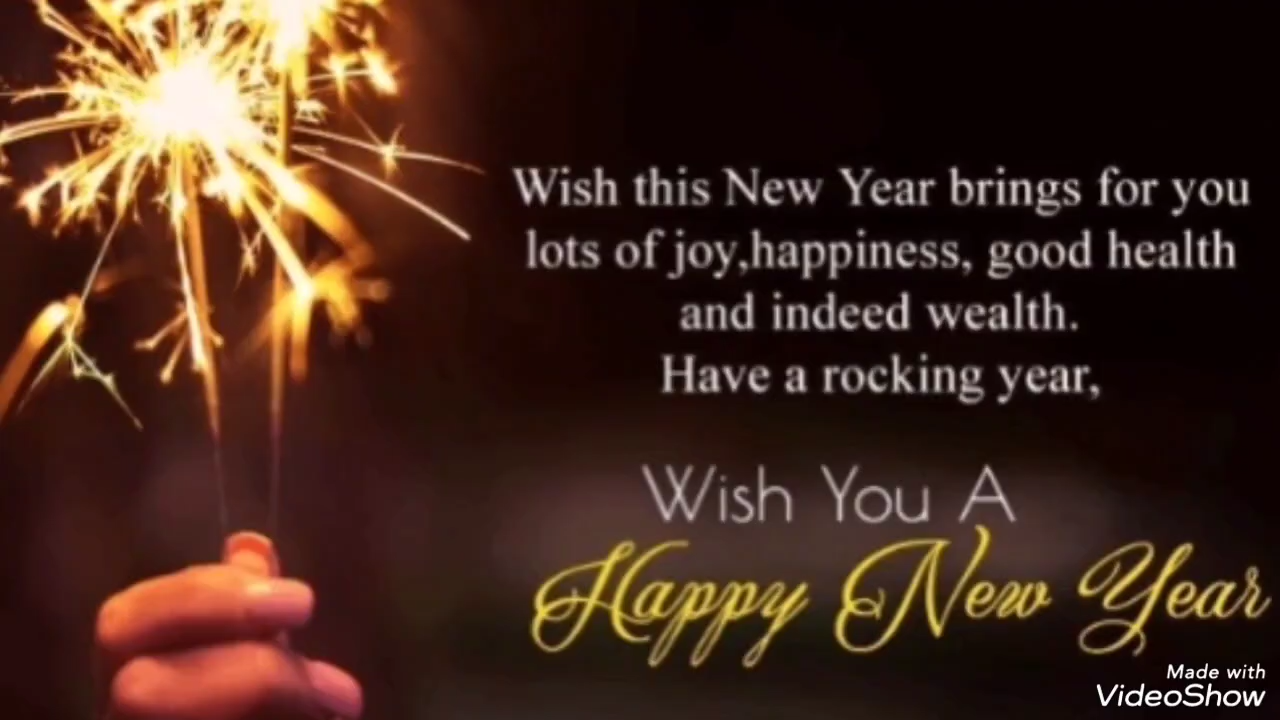 Wish this New Year brings for you
lots of joy,happiness, good health
and indeed wealth.
Have a rocking year,
Wish You A
Happy New Year
Made with
VideoShow